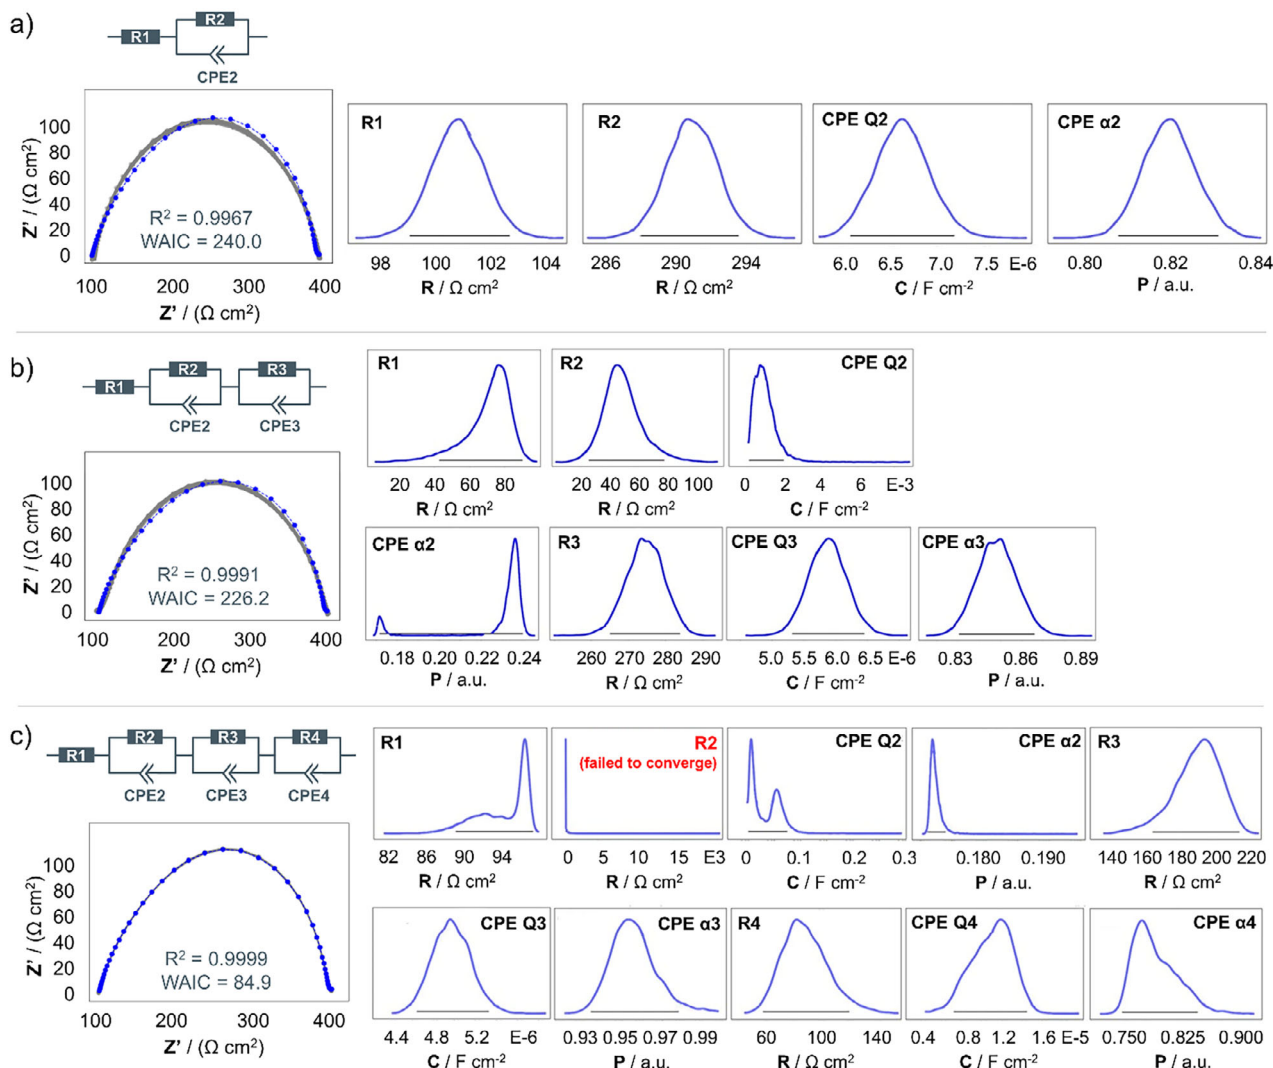 a)
R2
R1
CPE2
Z' / (Ω cm²)
100
80
60
40
20
0
R² = 0.9967
WAIC = 240.0
100 200 300 400
Z' / (Ω cm²)
R1
98 100 102 104
R / Ω cm²
R2
286 290 294
R / Ω cm²
CPE Q2
6.0 6.6 7.1 7.5 E-6
C / F cm⁻²
CPE α2
0.80 0.82 0.84
P / a.u.
b)
R2 R3
R1
CPE2 CPE3
Z' / (Ω cm²)
100
80
60
40
20
0
R² = 0.9991
WAIC = 226.2
100 200 300 400
Z' / (Ω cm²)
R1
20 40 60 80
R / Ω cm²
R2
20 40 60 80 100
R / Ω cm²
CPE Q2
0 2 4 6 E-3
C / F cm⁻²
CPE α2
0.18 0.20 0.22 0.24
P / a.u.
R3
260 270 280 290
R / Ω cm²
CPE Q3
5.0 5.5 6.0 6.5 E-6
C / F cm⁻²
CPE α3
0.83 0.86 0.89
P / a.u.
c)
R2 R3 R4
R1
CPE2 CPE3 CPE4
Z' / (Ω cm²)
100
80
60
40
20
0
R² = 0.9999
WAIC = 84.9
100 200 300 400
Z' / (Ω cm²)
R1
82 86 90 94
R / Ω cm²
R2
(failed to converge)
0 5 10 15 E3
R / Ω cm²
CPE Q2
0 0.1 0.2 0.3
C / F cm⁻²
CPE α2
0.180 0.190
P / a.u.
R3
140 160 180 200 220
R / Ω cm²
CPE Q3
4.4 4.8 5.2 E-6
C / F cm⁻²
CPE α3
0.93 0.95 0.97 0.99
P / a.u.
R4
60 100 140
R / Ω cm²
CPE Q4
0.4 0.8 1.2 1.6 E-5
C / F cm⁻²
CPE α4
0.750 0.825 0.900
P / a.u.